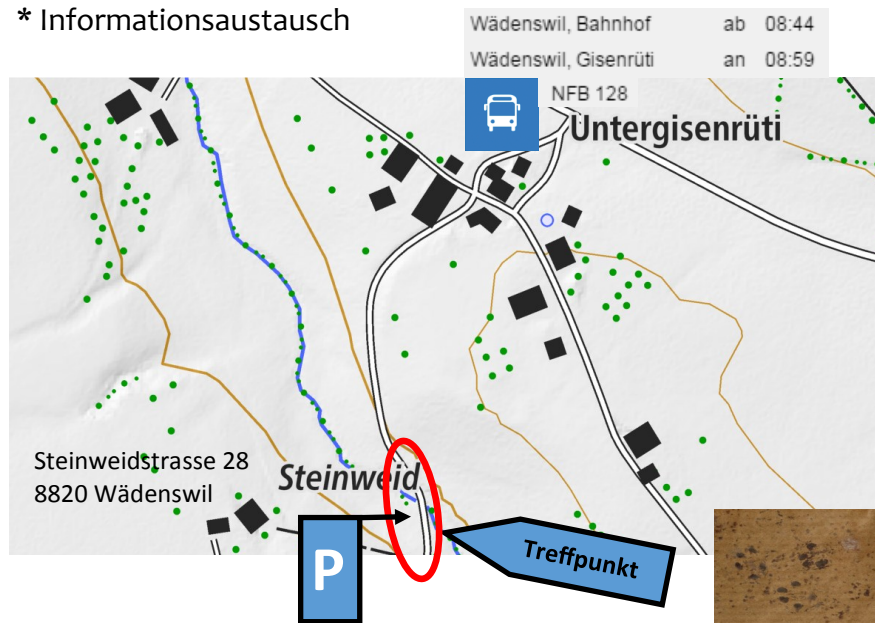 * Informationsaustausch
Wädenswil, Bahnhof ab 08:44
Wädenswil, Gisenrüti an 08:59
NFB 128
Untergisenrüti
Steinweidstrasse 28
8820 Wädenswil
Steinweid
P
Treffpunkt